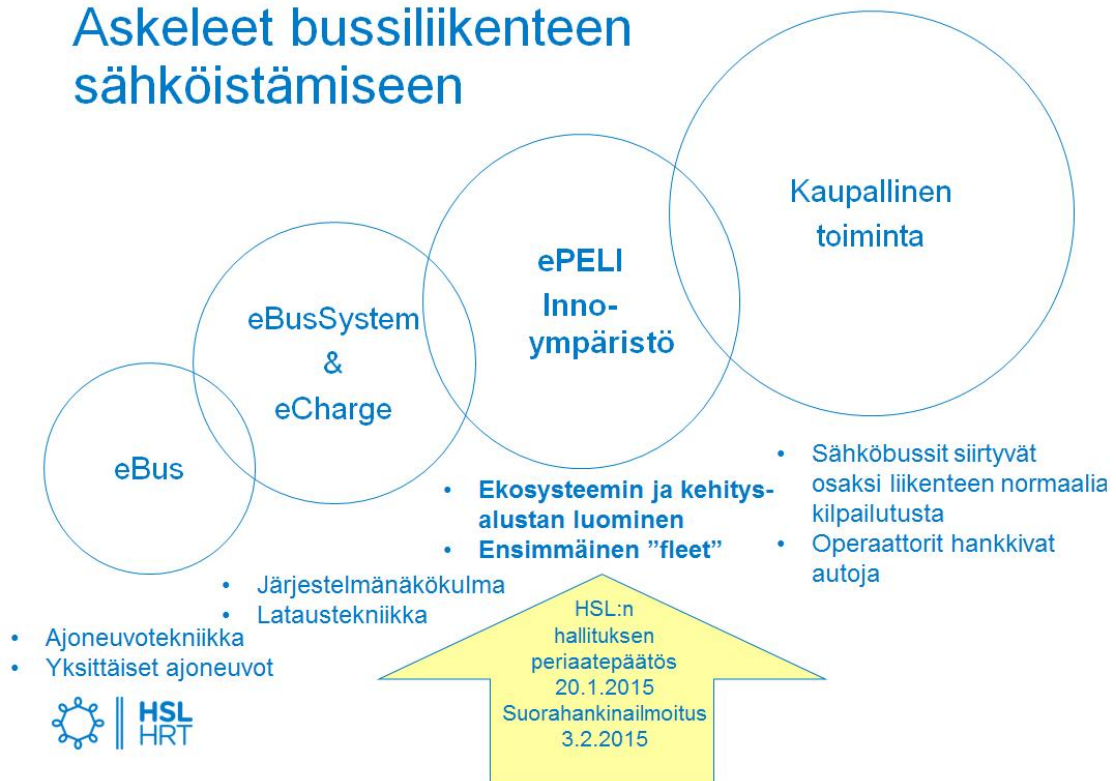 Askeleet bussiliikenteen
sähköistämiseen
eBus
eBusSystem
&
eCharge
ePELI
Inno-
ympäristö
Kaupallinen
toiminta
• Ajoneuvotekniikka
• Yksittäiset ajoneuvot
• Järjestelmänäkökulma
• Lataustekniikka
• Ekosysteemin ja kehitys-
alustan luominen
• Ensimmäinen ”fleet”
• Sähköbussit siirtyvät
osaksi liikenteen normaalia
kilpailutusta
• Operaattorit hankkivat
autoja
HSL:n
hallituksen
periaatepäätös
20.1.2015
Suorahankinailmoitus
3.2.2015
HSL
HRT